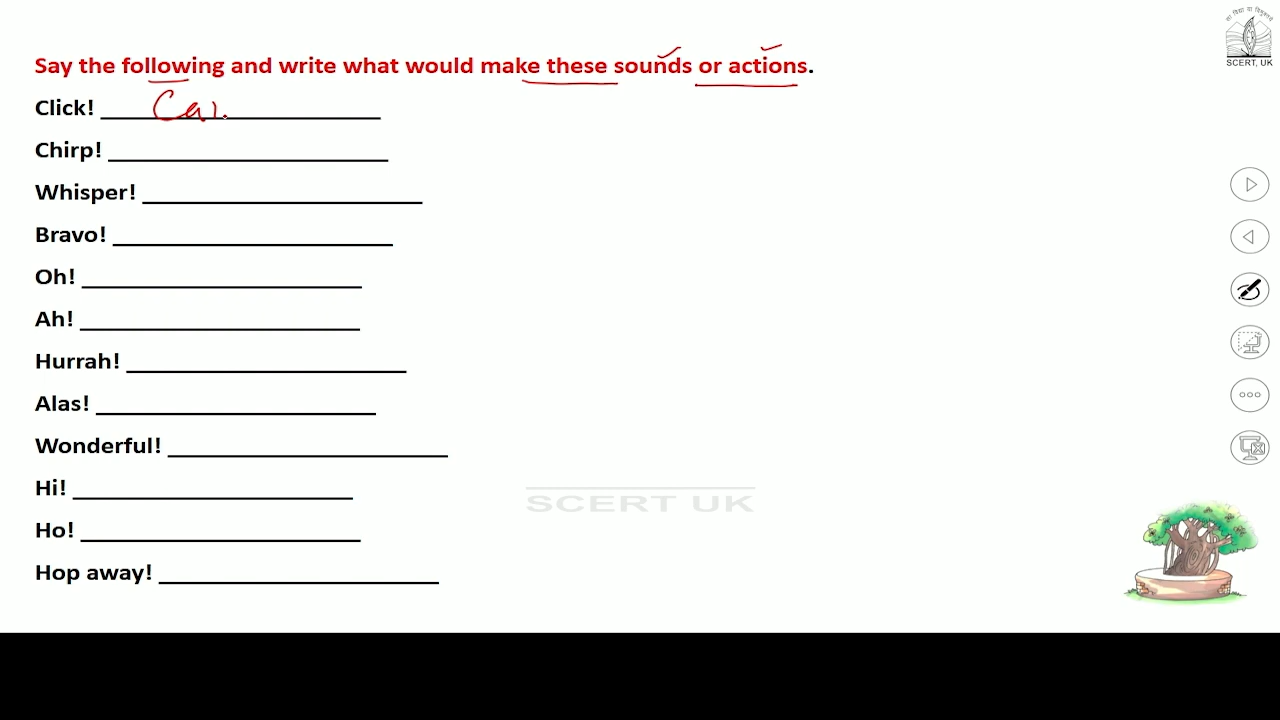 Say the following and write what would make these sounds or actions.
Click!
Chirp!
Whisper!
Bravo!
Oh!
Ah!
Hurrah!
Alas!
Wonderful!
Hi!
Ho!
Hop away!
SCERT UK
SCERT, UK